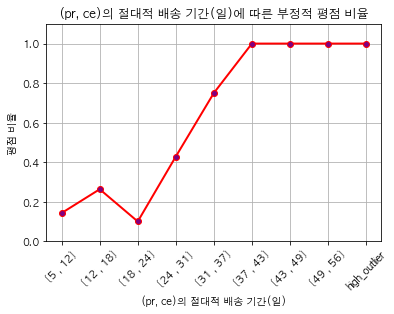 (pr, ce)의 절대적 배송 기간(일)에 따른 부정적 평점 비율
평점 비율
1.0
0.8
0.6
0.4
0.2
0.0
(5 , 12)
(12 , 18)
(18 , 24)
(24 , 31)
(31 , 37)
(37 , 43)
(43 , 49)
(49 , 56)
hgh_outlier
(pr, ce)의 절대적 배송 기간(일)